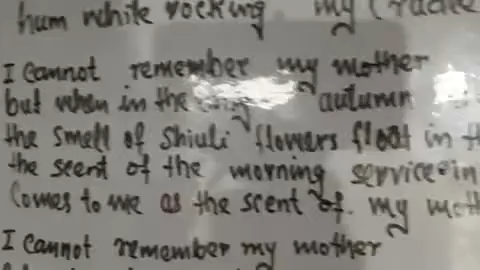 hum while rocking my cradle
I cannot remember my mother
but when in the autumn
the smell of Shiuli flowers float in
the scent of the morning service in
Comes to me as the scent of my
I cannot remember my mother